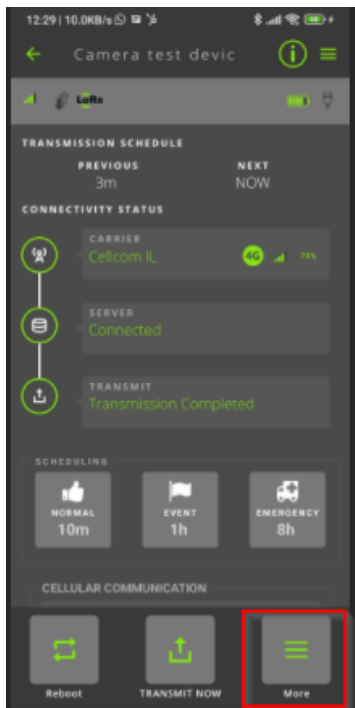 12:29 | 10.0KB/s
Camera test devic
LoRa
TRANSMISSION SCHEDULE
PREVIOUS NEXT
3m NOW
CONNECTIVITY STATUS
CARRIER
Cellcom IL 4G 78%
SERVER
Connected
TRANSMIT
Transmission Completed
SCHEDULING
NORMAL EVENT EMERGENCY
10m 1h 8h
CELLULAR COMMUNICATION
Reboot TRANSMIT NOW More